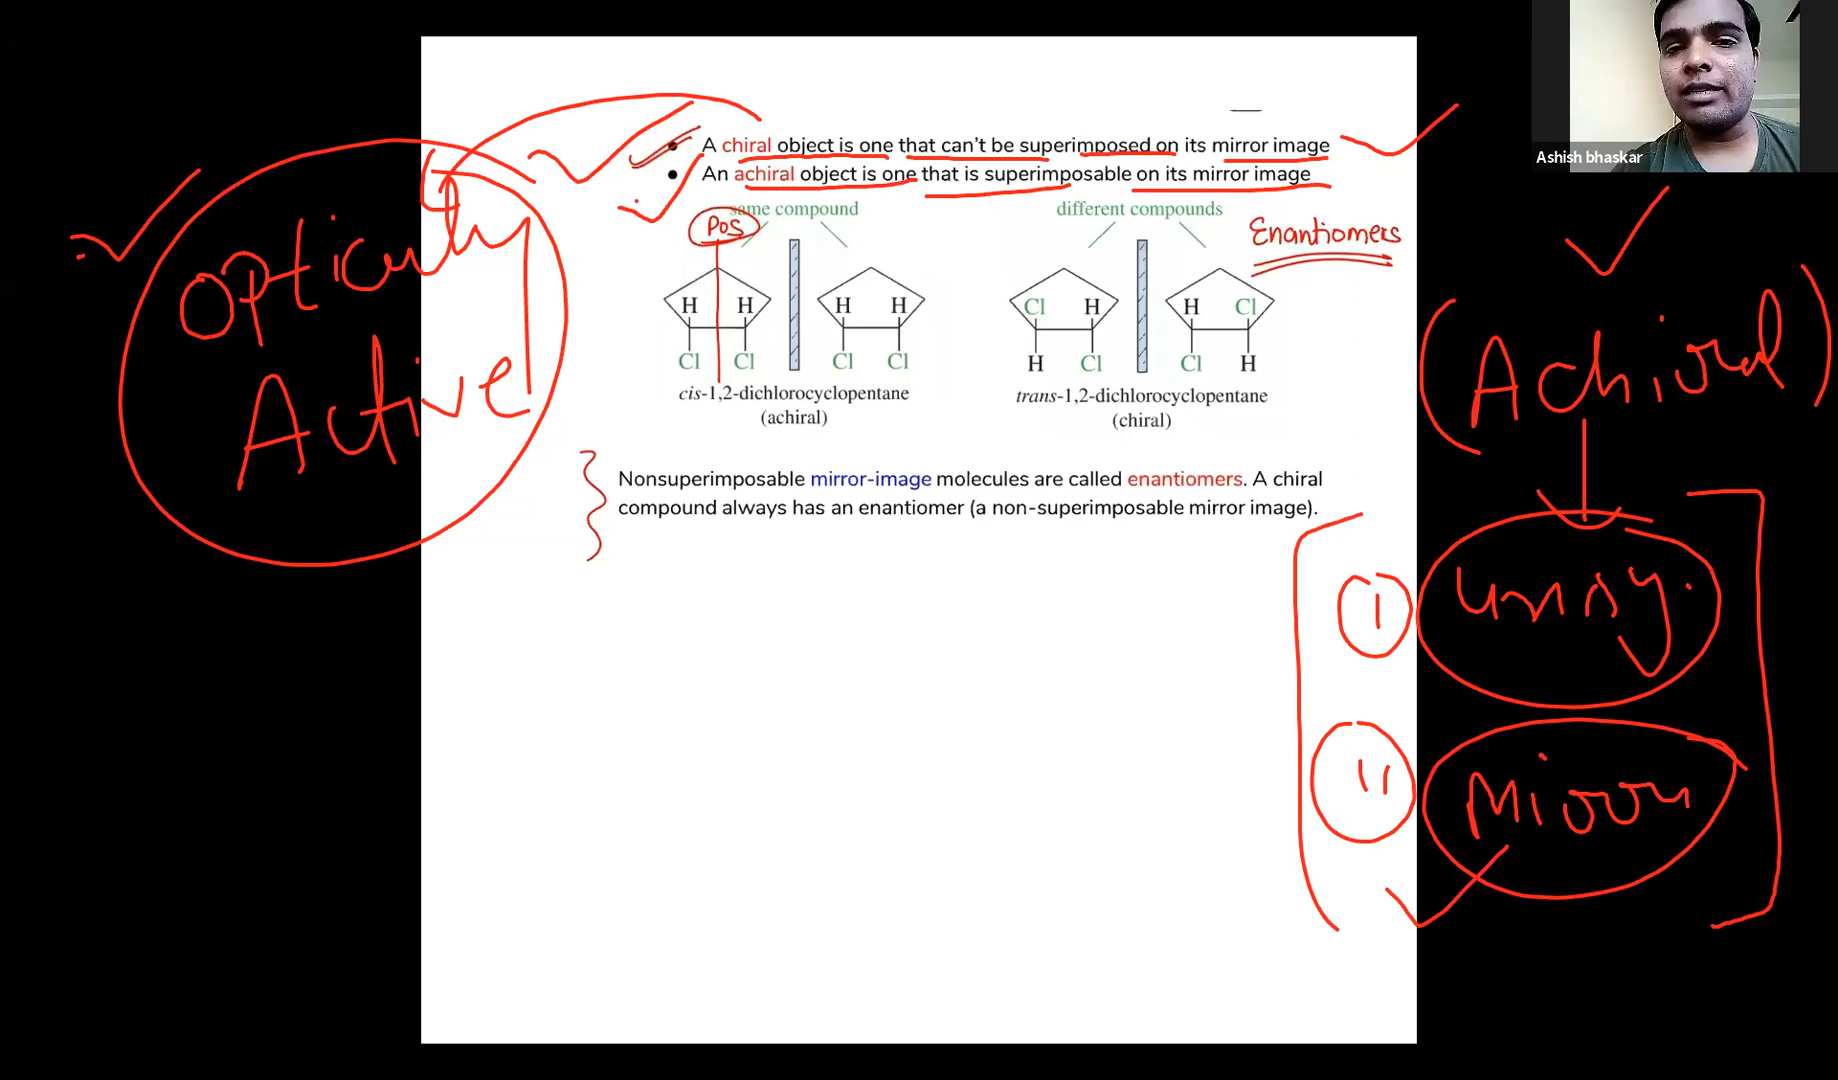 Ashish bhaskar
A chiral object is one that can't be superimposed on its mirror image
An achiral object is one that is superimposable on its mirror image
same compound
different compounds
POS
Enantiomers
H H H H
Cl H H Cl
Cl Cl Cl Cl
H Cl Cl H
cis-1,2-dichlorocyclopentane
(achiral)
trans-1,2-dichlorocyclopentane
(chiral)
Nonsuperimposable mirror-image molecules are called enantiomers. A chiral
compound always has an enantiomer (a non-superimposable mirror image).
Optically
Active
(Achiral)
I
II
Mirror